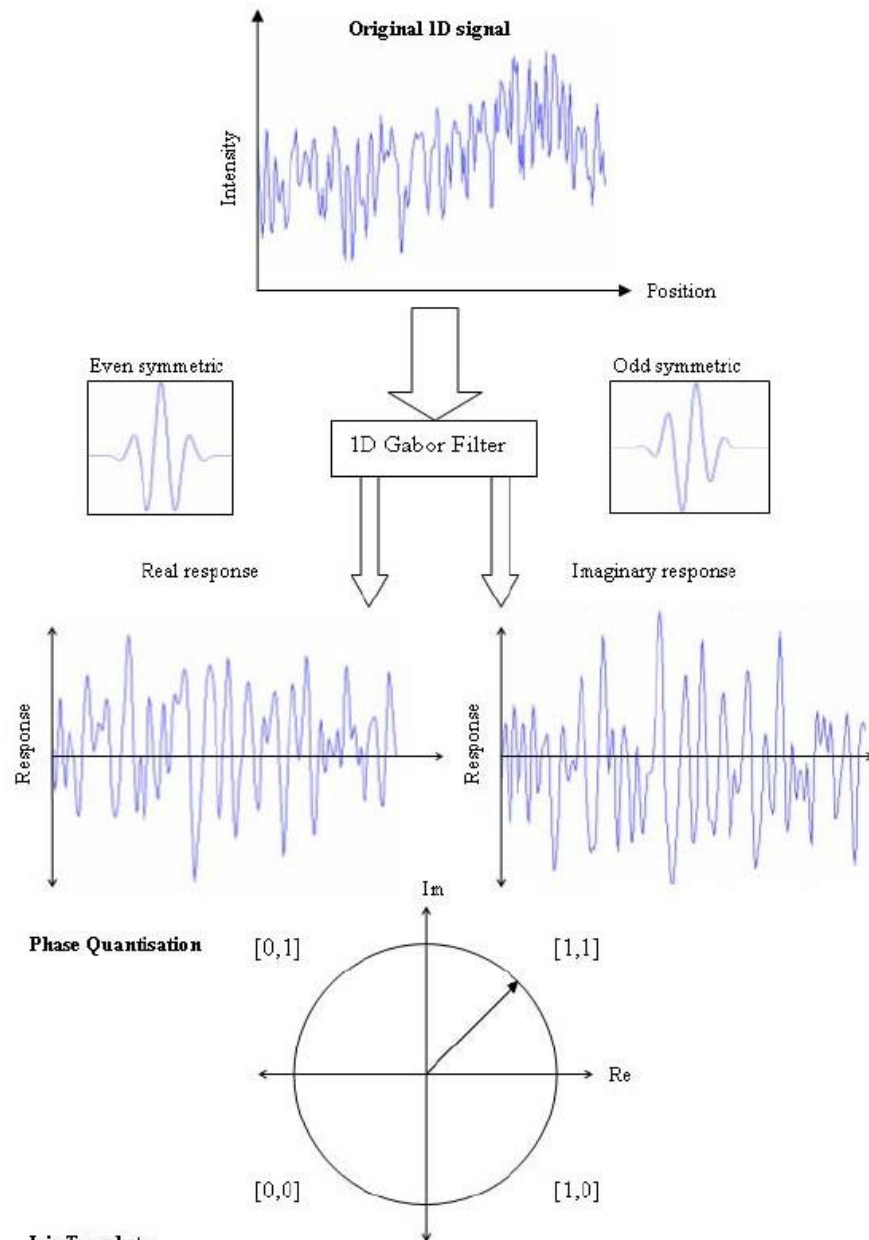 Original 1D signal
Intensity
Position
Even symmetric
Odd symmetric
1D Gabor Filter
Real response
Imaginary response
Response
Response
Im
Phase Quantisation
[0,1]
[1,1]
Re
[0,0]
[1,0]